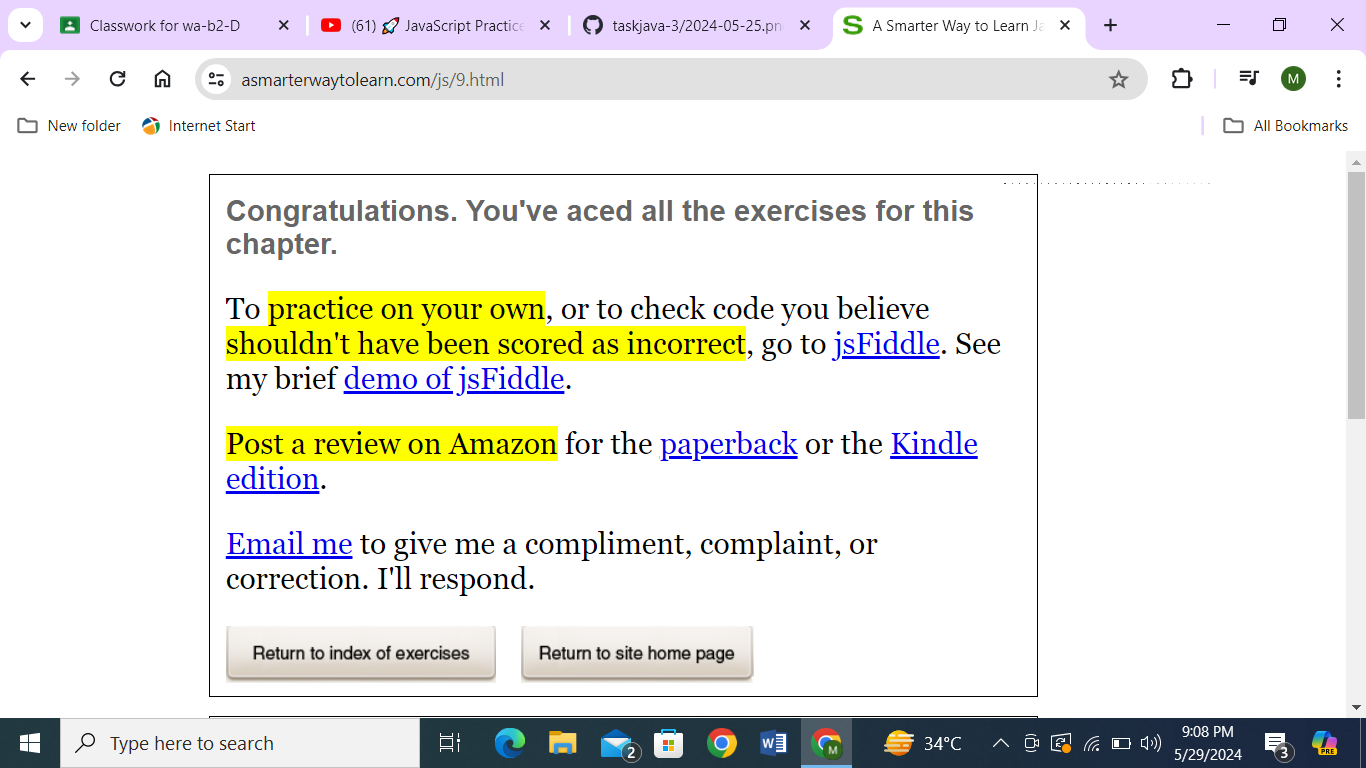 Classwork for wa-b2-D
(61) 🚀 JavaScript Practice
taskjava-3/2024-05-25.pn
A Smarter Way to Learn Ja
asmarterwaytolearn.com/js/9.html
M
New folder
Internet Start
All Bookmarks
Congratulations. You've aced all the exercises for this
chapter.
To practice on your own, or to check code you believe
shouldn't have been scored as incorrect, go to jsFiddle. See
my brief demo of jsFiddle.
Post a review on Amazon for the paperback or the Kindle
edition.
Email me to give me a compliment, complaint, or
correction. I'll respond.
Return to index of exercises
Return to site home page
Type here to search
2
W
M
34°C
9:08 PM
5/29/2024
3
PRE